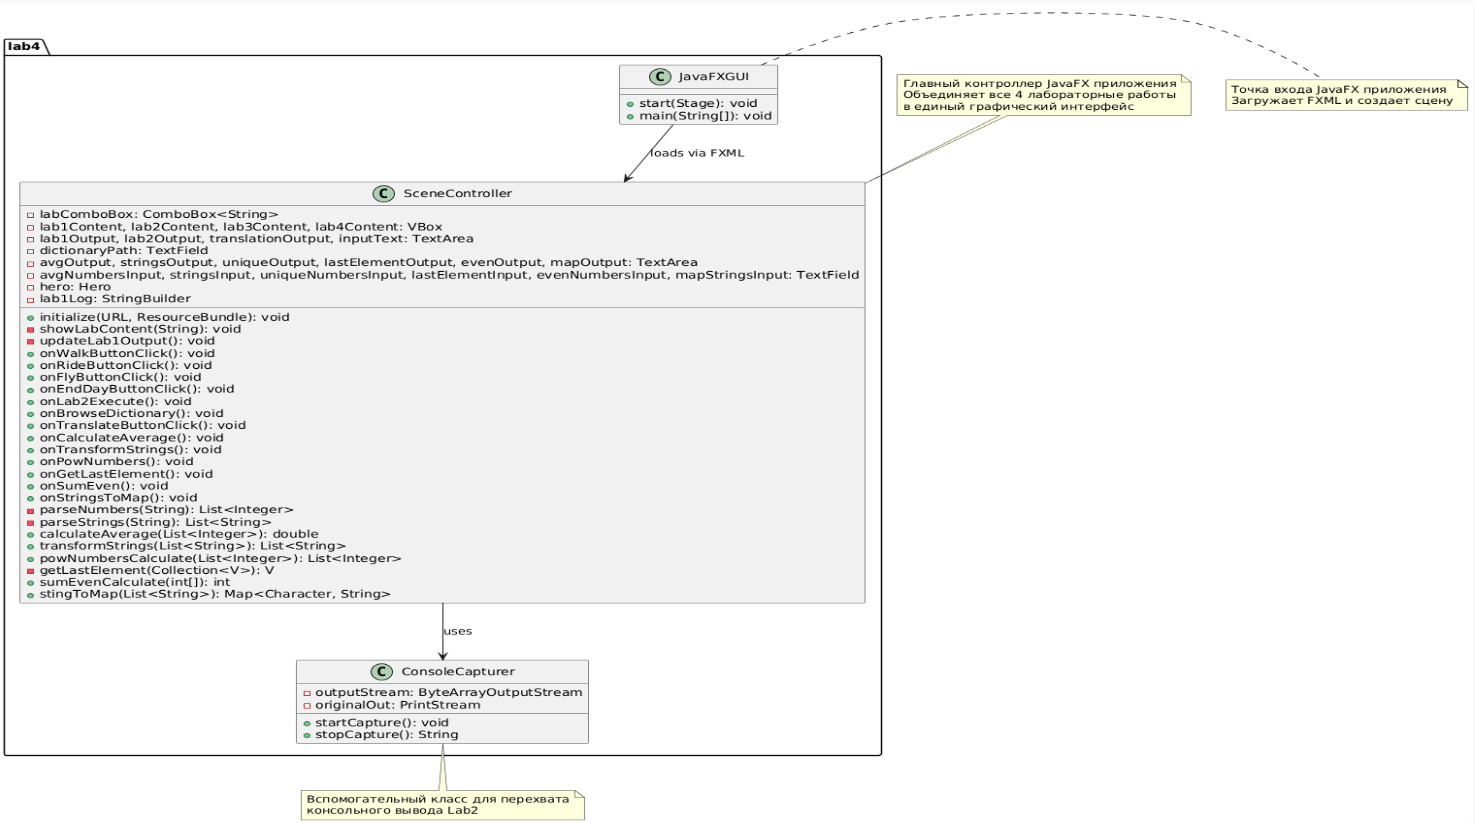 lab4
C JavaFXGUI
start(Stage): void
main(String[]): void
Главный контроллер JavaFX приложения
Объединяет все 4 лабораторные работы
в единый графический интерфейс
Точка входа JavaFX приложения
Загружает FXML и создает сцену
loads via FXML
C SceneController
labComboBox: ComboBox<String>
lab1Content, lab2Content, lab3Content, lab4Content: VBox
lab1Output, lab2Output, translationOutput, inputText: TextArea
dictionaryPath: TextField
avgOutput, stringsOutput, uniqueOutput, lastElementOutput, evenOutput, mapOutput: TextArea
avgNumbersInput, stringsInput, uniqueNumbersInput, lastElementInput, evenNumbersInput, mapStringsInput: TextField
hero: Hero
lab1Log: StringBuilder
initialize(URL, ResourceBundle): void
showLabContent(String): void
updateLab1Output(): void
onWalkButtonClick(): void
onRideButtonClick(): void
onFlyButtonClick(): void
onEndDayButtonClick(): void
onLab2Execute(): void
onBrowseDictionary(): void
onTranslateButtonClick(): void
onCalculateAverage(): void
onTransformStrings(): void
onPowNumbers(): void
onGetLastElement(): void
onSumEven(): void
onStringsToMap(): void
parseNumbers(String): List<Integer>
parseStrings(String): List<String>
calculateAverage(List<Integer>): double
transformStrings(List<String>): List<String>
powNumbersCalculate(List<Integer>): List<Integer>
getLastElement(Collection<V>): V
sumEvenCalculate(int[]): int
stingToMap(List<String>): Map<Character, String>
uses
C ConsoleCapturer
outputStream: ByteArrayOutputStream
originalOut: PrintStream
startCapture(): void
stopCapture(): String
Вспомогательный класс для перехвата
консольного вывода Lab2